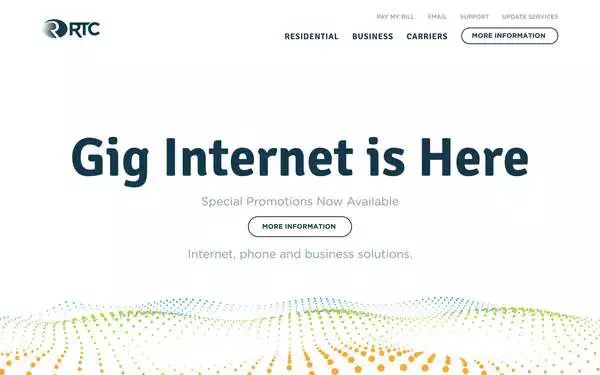 PAY MY BILL EMAIL SUPPORT UPDATE SERVICES
RTC
RESIDENTIAL BUSINESS CARRIERS MORE INFORMATION
Gig Internet is Here
Special Promotions Now Available
MORE INFORMATION
Internet, phone and business solutions.